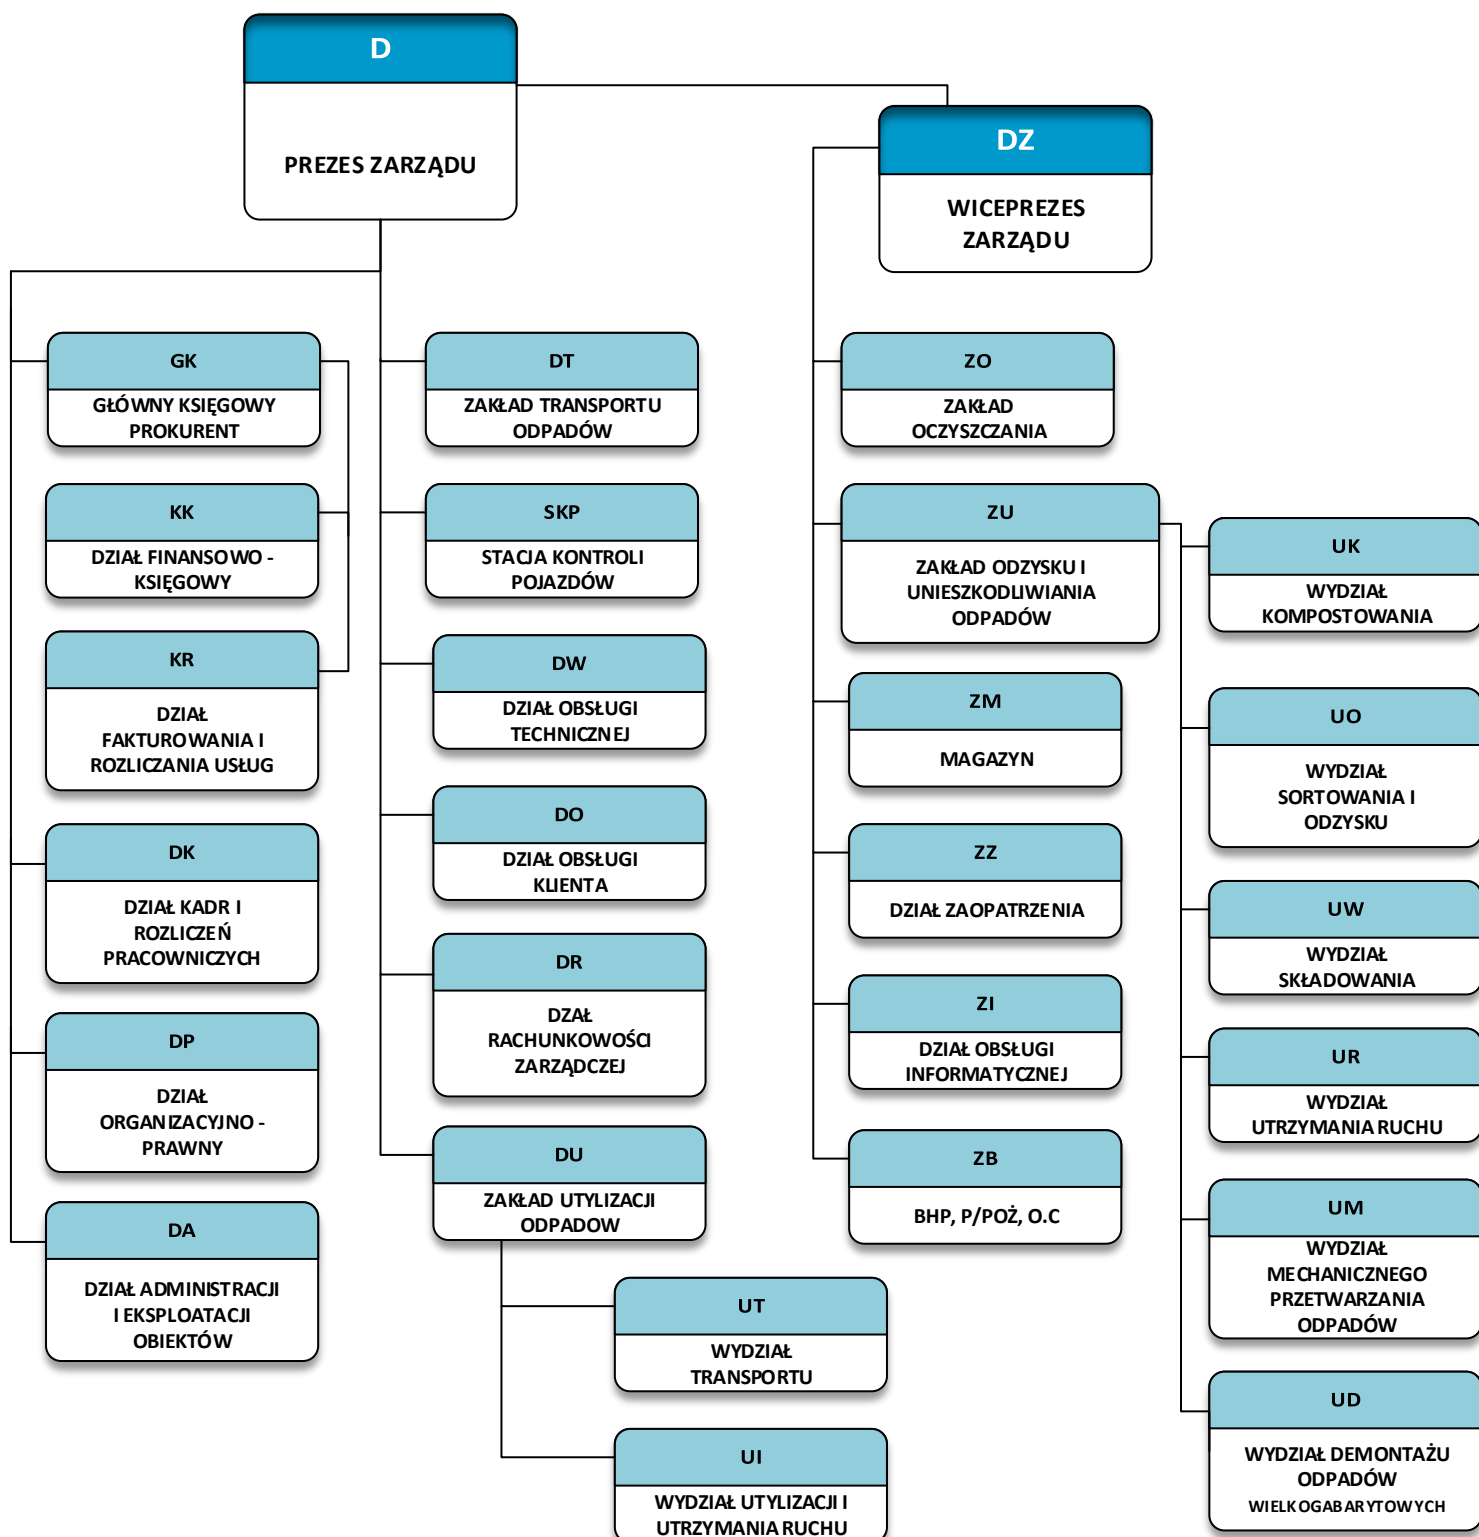 D
PREZES ZARZĄDU
DZ
WICEPREZES
ZARZĄDU
GK
GŁÓWNY KSIĘGOWY
PROKURENT
KK
DZIAŁ FINANSOWO -
KSIĘGOWY
KR
DZIAŁ
FAKTUROWANIA I
ROZLICZANIA USŁUG
DK
DZIAŁ KADR I
ROZLICZEŃ
PRACOWNICZYCH
DP
DZIAŁ
ORGANIZACYJNO -
PRAWNY
DA
DZIAŁ ADMINISTRACJI
I EKSPLOATACJI
OBIEKTÓW
DT
ZAKŁAD TRANSPORTU
ODPADÓW
SKP
STACJA KONTROLI
POJAZDÓW
DW
DZIAŁ OBSŁUGI
TECHNICZNEJ
DO
DZIAŁ OBSŁUGI
KLIENTA
DR
DZAŁ
RACHUNKOWOŚCI
ZARZĄDCZEJ
DU
ZAKŁAD UTYLIZACJI
ODPADOW
UT
WYDZIAŁ
TRANSPORTU
UI
WYDZIAŁ UTYLIZACJI I
UTRZYMANIA RUCHU
ZO
ZAKŁAD
OCZYSZCZANIA
ZU
ZAKŁAD ODZYSKU I
UNIESZKODLIWIANIA
ODPADÓW
ZM
MAGAZYN
ZZ
DZIAŁ ZAOPATRZENIA
ZI
DZIAŁ OBSŁUGI
INFORMATYCZNEJ
ZB
BHP, P/POŻ, O.C
UK
WYDZIAŁ
KOMPOSTOWANIA
UO
WYDZIAŁ
SORTOWANIA I
ODZYSKU
UW
WYDZIAŁ
SKŁADOWANIA
UR
WYDZIAŁ
UTRZYMANIA RUCHU
UM
WYDZIAŁ
MECHANICZNEGO
PRZETWARZANIA
ODPADÓW
UD
WYDZIAŁ DEMONTAŻU
ODPADÓW
WIELKOGABARYTOWYCH